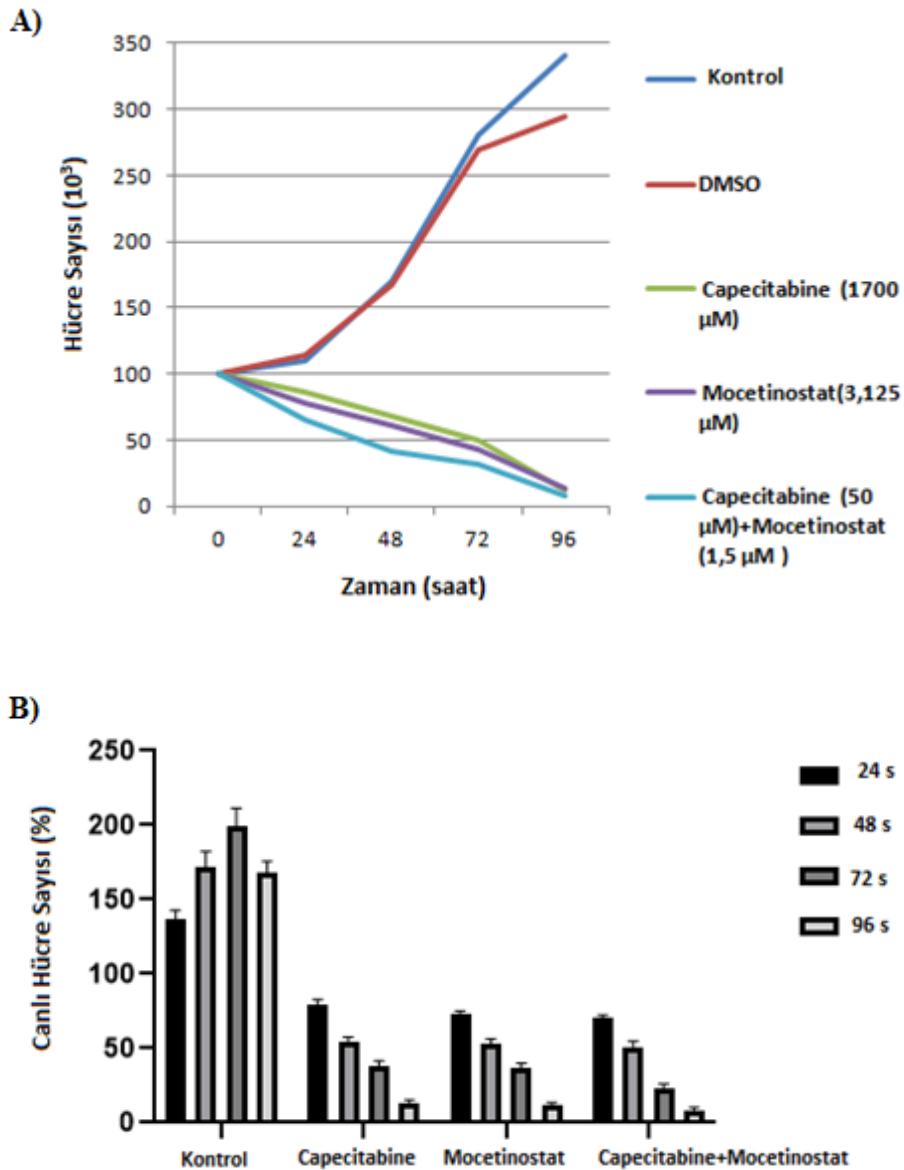 A)
350
300
250
200
150
100
50
0
Hücre Sayısı (10³)
0 24 48 72 96
Zaman (saat)
Kontrol
DMSO
Capecitabine (1700
µM)
Mocetinostat(3,125
µM)
Capecitabine (50
µM)+Mocetinostat
(1,5 µM )
B)
250
200
150
100
50
0
Canlı Hücre Sayısı (%)
Kontrol Capecitabine Mocetinostat Capecitabine+Mocetinostat
24 s
48 s
72 s
96 s